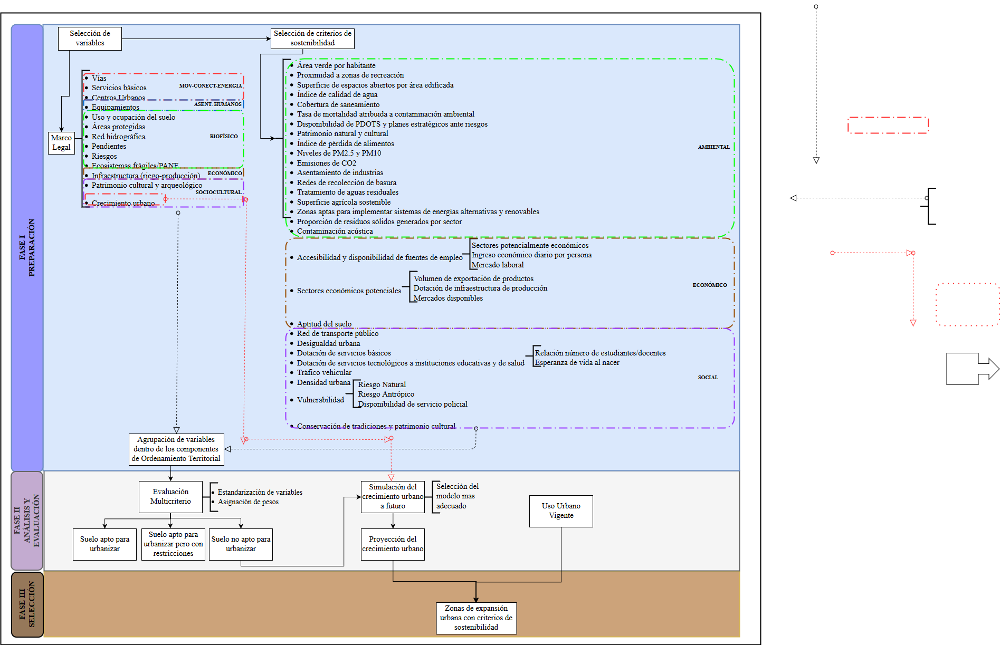 FASE I
PREPARACIÓN
Selección de
variables
Selección de criterios de
sostenibilidad
Marco
Legal
Vías
Servicios básicos
Centros Urbanos
MOV-CONECT-ENERGIA
Equipamientos
ASENT. HUMANOS
Uso y ocupación del suelo
Áreas protegidas
Red hidrográfica
Pendientes
Riesgos
Ecosistemas frágiles/PANE
BIOFÍSICO
Infraestructura (riego-producción)
ECONÓMICO
Patrimonio cultural y arqueológico
SOCIOCULTURAL
Crecimiento urbano
Área verde por habitante
Proximidad a zonas de recreación
Superficie de espacios abiertos por área edificada
Índice de calidad de agua
Cobertura de saneamiento
Tasa de mortalidad atribuida a contaminación ambiental
Disponibilidad de PDOTS y planes estratégicos ante riesgos
Patrimonio natural y cultural
Índice de pérdida de alimentos
Niveles de PM2.5 y PM10
Emisiones de CO2
Asentamiento de industrias
Redes de recolección de basura
Tratamiento de aguas residuales
Superficie agrícola sostenible
Zonas aptas para implementar sistemas de energías alternativas y renovables
Proporción de residuos sólidos generados por sector
Contaminación acústica
AMBIENTAL
Accesibilidad y disponibilidad de fuentes de empleo
Sectores potencialmente económicos
Ingreso económico diario por persona
Mercado laboral
Sectores económicos potenciales
Volumen de exportación de productos
Dotación de infraestructura de producción
Mercados disponibles
Aptitud del suelo
ECONÓMICO
Red de transporte público
Desigualdad urbana
Dotación de servicios básicos
Dotación de servicios tecnológicos a instituciones educativas y de salud
Relación número de estudiantes/docentes
Esperanza de vida al nacer
Tráfico vehicular
Densidad urbana
Vulnerabilidad
Riesgo Natural
Riesgo Antrópico
Disponibilidad de servicio policial
Conservación de tradiciones y patrimonio cultural
SOCIAL
Agrupación de variables
dentro de los componentes
de Ordenamiento Territorial
FASE II
ANÁLISIS Y
EVALUACIÓN
Evaluación
Multicriterio
Estandarización de variables
Asignación de pesos
Suelo apto para
urbanizar
Suelo apto para
urbanizar pero con
restricciones
Suelo no apto para
urbanizar
Simulación del
crecimiento urbano
a futuro
Selección del
modelo mas
adecuado
Proyección del
crecimiento urbano
Uso Urbano
Vigente
FASE III
SELECCIÓN
Zonas de expansión
urbana con criterios de
sostenibilidad